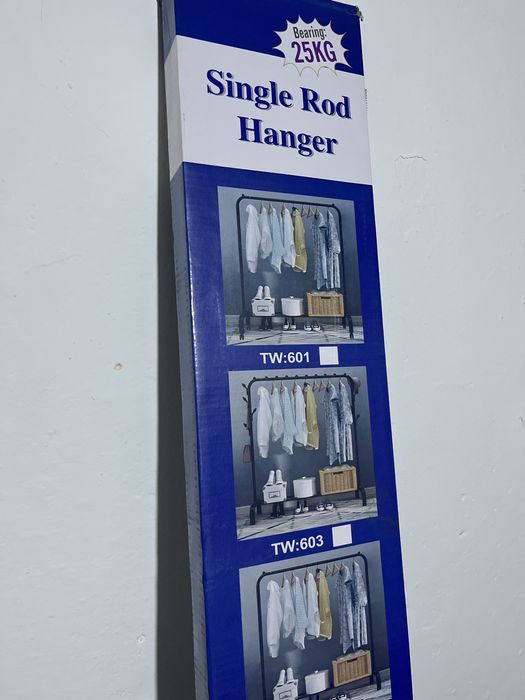 Bearing:
25KG
Single Rod
Hanger
TW:601
TW:603